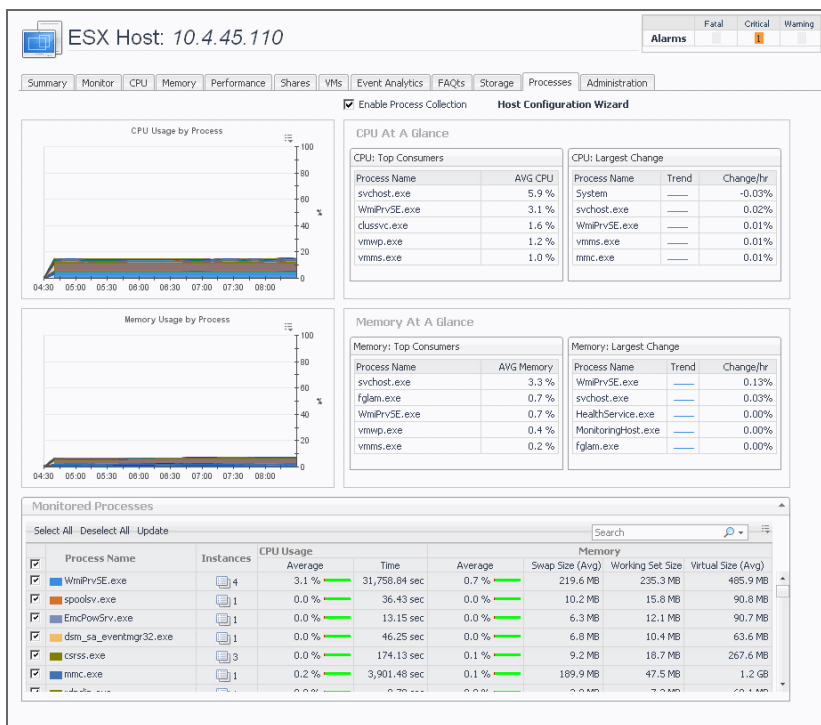 ESX Host: 10.4.45.110
Fatal Critical Warning
Alarms 1
Summary Monitor CPU Memory Performance Shares VMs Event Analytics FAQts Storage Processes Administration
Enable Process Collection Host Configuration Wizard
CPU Usage by Process
100
80
60
%
40
20
0
04:30 05:00 05:30 06:00 06:30 07:00 07:30 08:00
CPU At A Glance
CPU: Top Consumers
Process Name AVG CPU
svchost.exe 5.9 %
WmiPrvSE.exe 3.1 %
clussvc.exe 1.6 %
vmwp.exe 1.2 %
vmms.exe 1.0 %
CPU: Largest Change
Process Name Trend Change/hr
System -0.03%
svchost.exe 0.02%
WmiPrvSE.exe 0.01%
vmms.exe 0.01%
mmc.exe 0.01%
Memory Usage by Process
100
80
60
%
40
20
0
04:30 05:00 05:30 06:00 06:30 07:00 07:30 08:00
Memory At A Glance
Memory: Top Consumers
Process Name AVG Memory
svchost.exe 3.3 %
fglam.exe 0.7 %
WmiPrvSE.exe 0.7 %
vmwp.exe 0.4 %
vmms.exe 0.2 %
Memory: Largest Change
Process Name Trend Change/hr
WmiPrvSE.exe 0.13%
svchost.exe 0.03%
HealthService.exe 0.00%
MonitoringHost.exe 0.00%
fglam.exe 0.00%
Monitored Processes
Select All Deselect All Update Search
Process Name Instances CPU Usage Memory
Average Time Average Swap Size (Avg) Working Set Size Virtual Size (Avg)
WmiPrvSE.exe 4 3.1 % 31,758.84 sec 0.7 % 219.6 MB 235.3 MB 485.9 MB
spoolsv.exe 1 0.0 % 36.43 sec 0.0 % 10.2 MB 15.8 MB 90.8 MB
EmcPowSrv.exe 1 0.0 % 13.15 sec 0.0 % 6.3 MB 12.1 MB 90.7 MB
dsm_sa_eventmgr32.exe 1 0.0 % 46.25 sec 0.0 % 6.8 MB 10.4 MB 63.6 MB
csrss.exe 3 0.0 % 174.13 sec 0.1 % 9.2 MB 18.7 MB 267.6 MB
mmc.exe 1 0.2 % 3,901.48 sec 0.1 % 189.9 MB 47.5 MB 1.2 GB